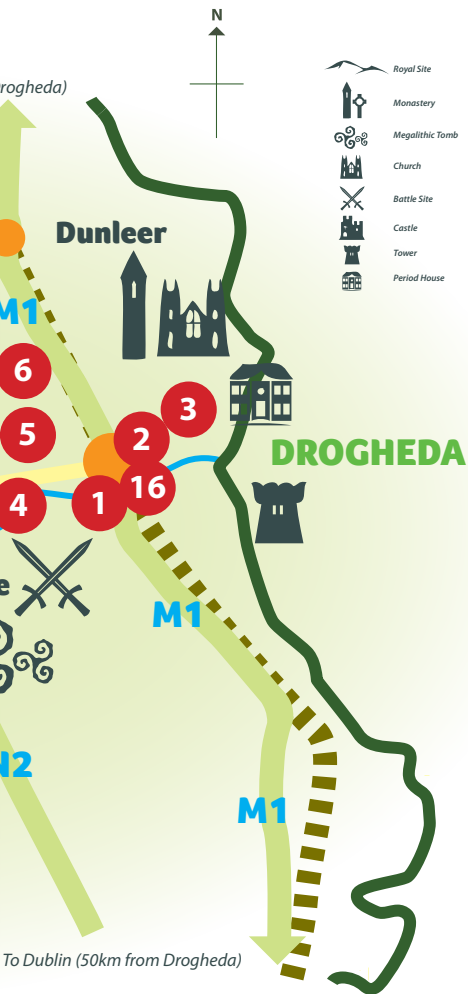 N
Royal Site
Monastery
Megalithic Tomb
Church
Battle Site
Castle
Tower
Period House
rogheda)
Dunleer
M1
6
3
5
2
DROGHEDA
4
1
16
e
M1
N2
M1
To Dublin (50km from Drogheda)